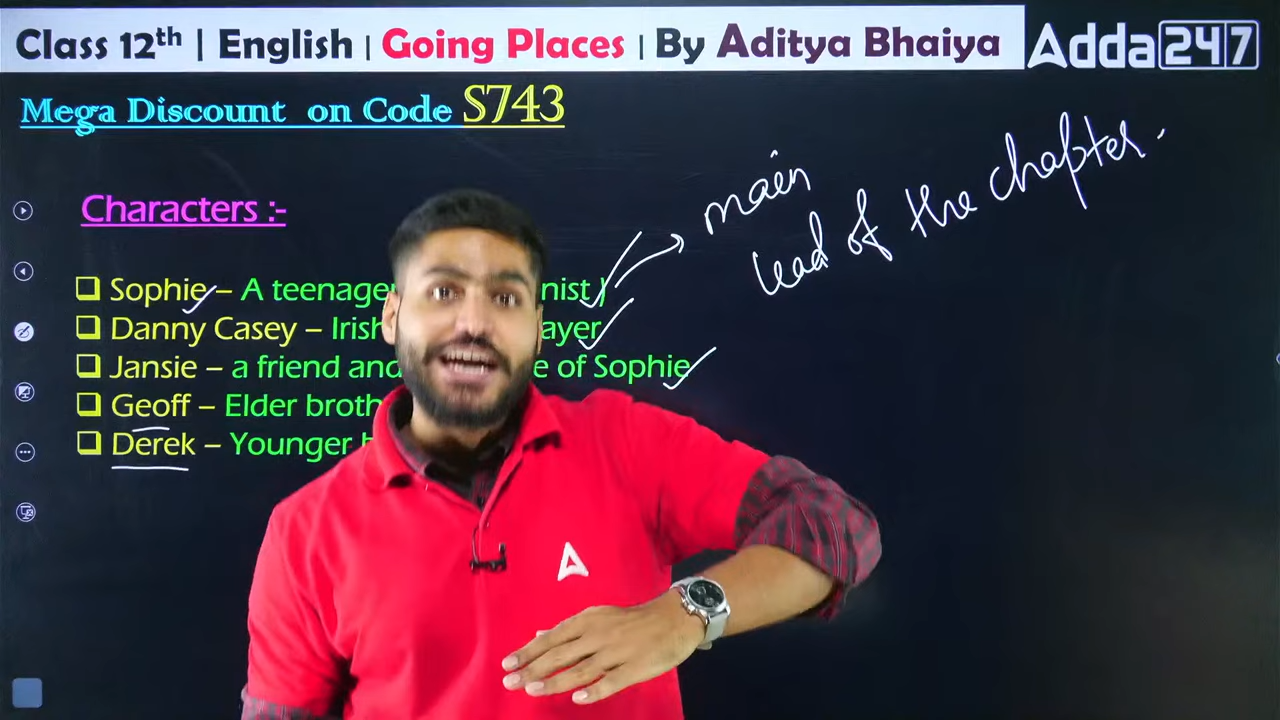 Class 12th | English | Going Places | By Aditya Bhaiya
Adda247
Mega Discount on Code S743
Characters :-
main
lead of the chapter.
Sophie – A teenage nist)
Danny Casey – Irish ayer
Jansie – a friend and e of Sophie
Geoff – Elder broth
Derek – Younger b